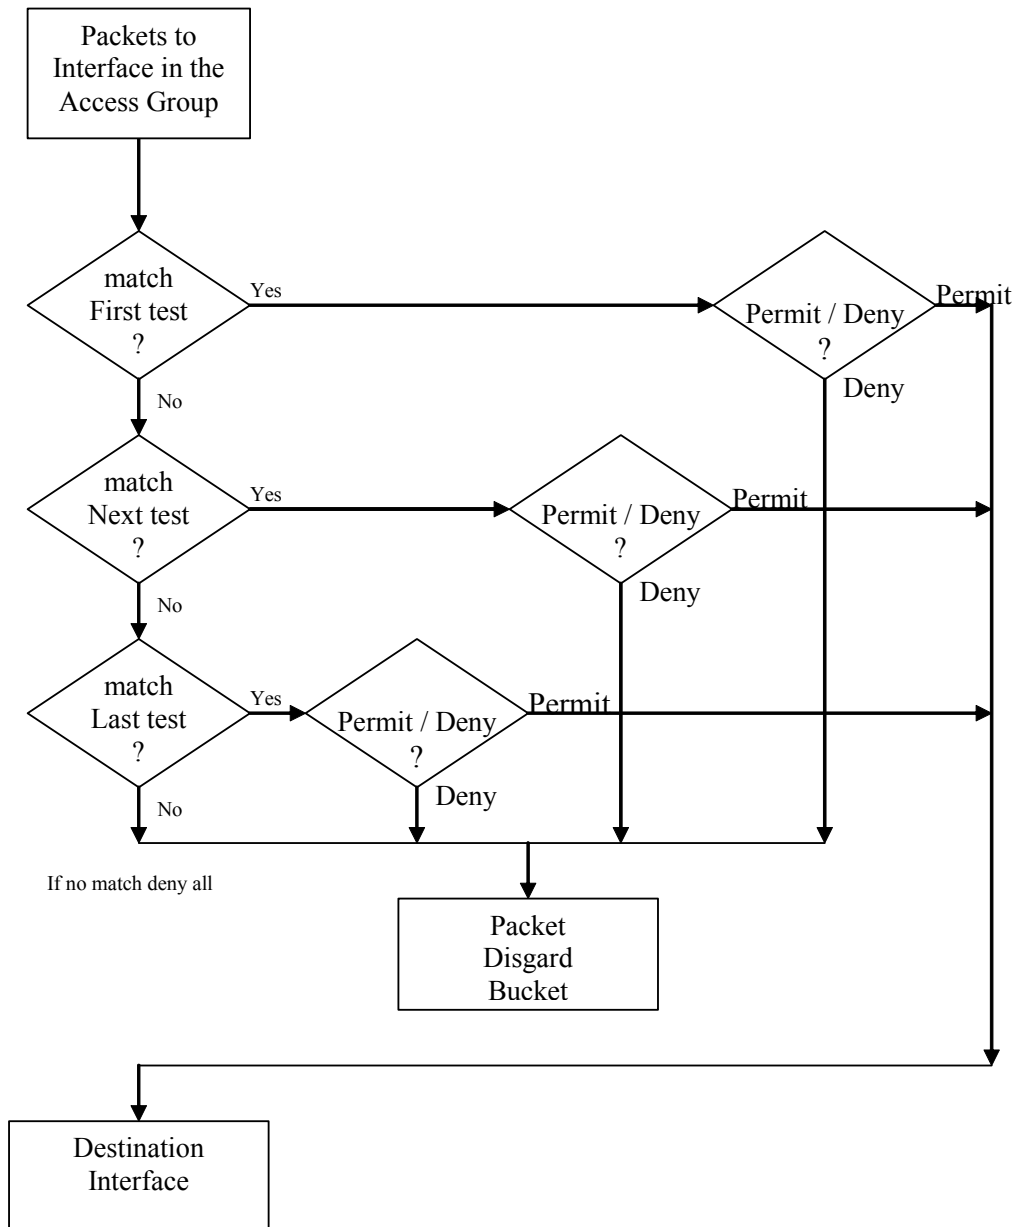 Packets to
Interface in the
Access Group
match
First test
?
Yes
Permit / Deny
?
Permit
Deny
No
match
Next test
?
Yes
Permit / Deny
?
Permit
Deny
No
match
Last test
?
Yes
Permit / Deny
?
Permit
Deny
No
If no match deny all
Packet
Disgard
Bucket
Destination
Interface